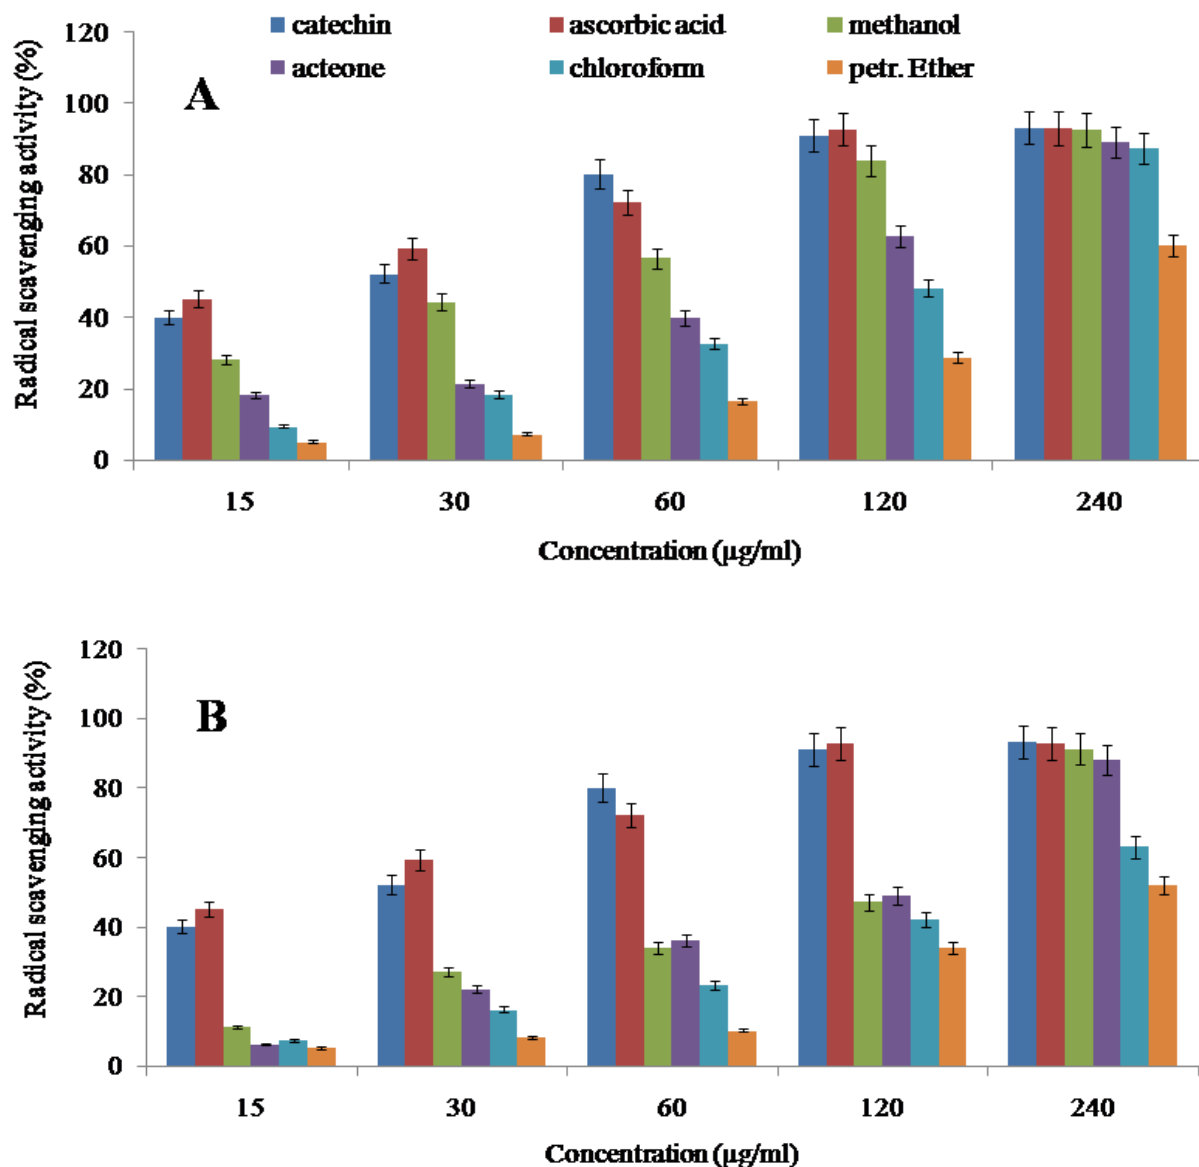 catechin ascorbic acid methanol
acteone chloroform petr. Ether
A
Radical scavenging activity (%)
120
100
80
60
40
20
0
15 30 60 120 240
Concentration (µg/ml)
B
Radical scavenging activity (%)
120
100
80
60
40
20
0
15 30 60 120 240
Concentration (µg/ml)